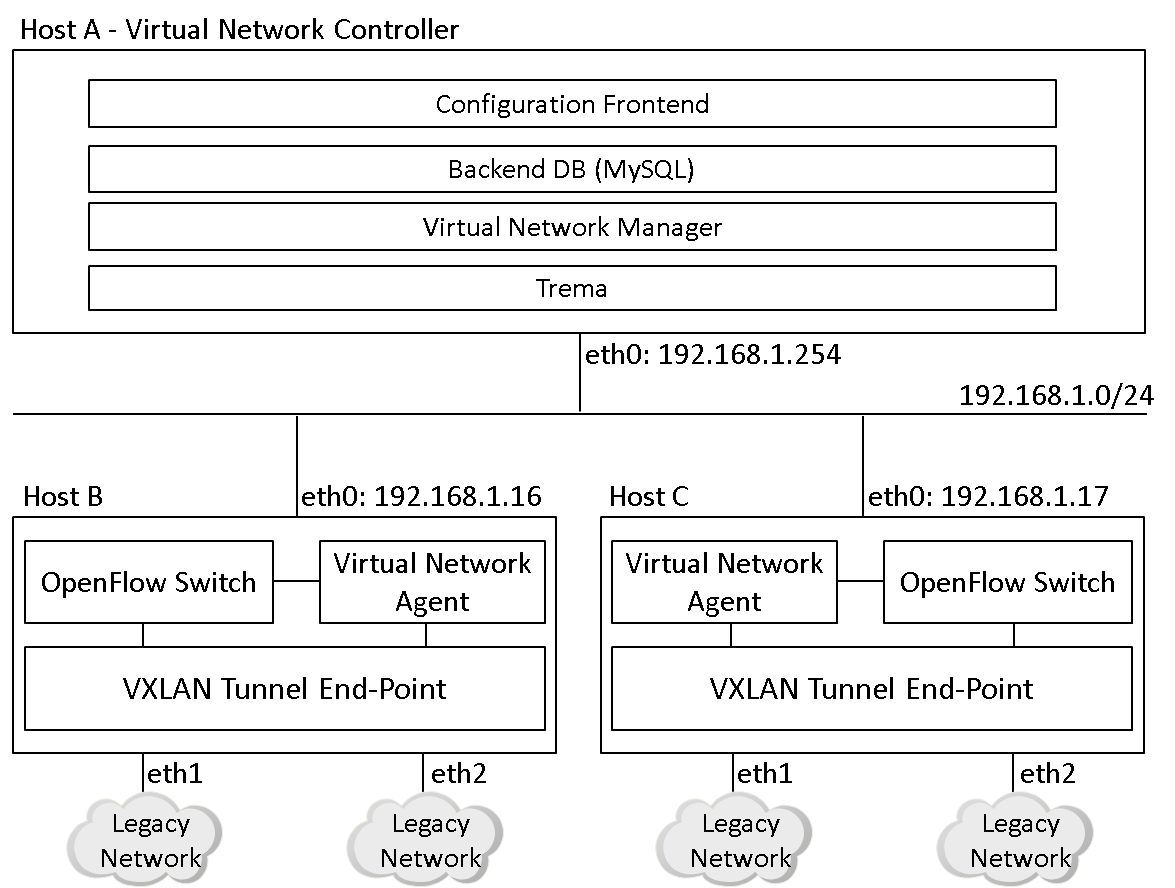 Host A - Virtual Network Controller
Configuration Frontend
Backend DB (MySQL)
Virtual Network Manager
Trema
eth0: 192.168.1.254
192.168.1.0/24
Host B
eth0: 192.168.1.16
Host C
eth0: 192.168.1.17
OpenFlow Switch
Virtual Network
Agent
Virtual Network
Agent
OpenFlow Switch
VXLAN Tunnel End-Point
VXLAN Tunnel End-Point
eth1
eth2
eth1
eth2
Legacy
Network
Legacy
Network
Legacy
Network
Legacy
Network